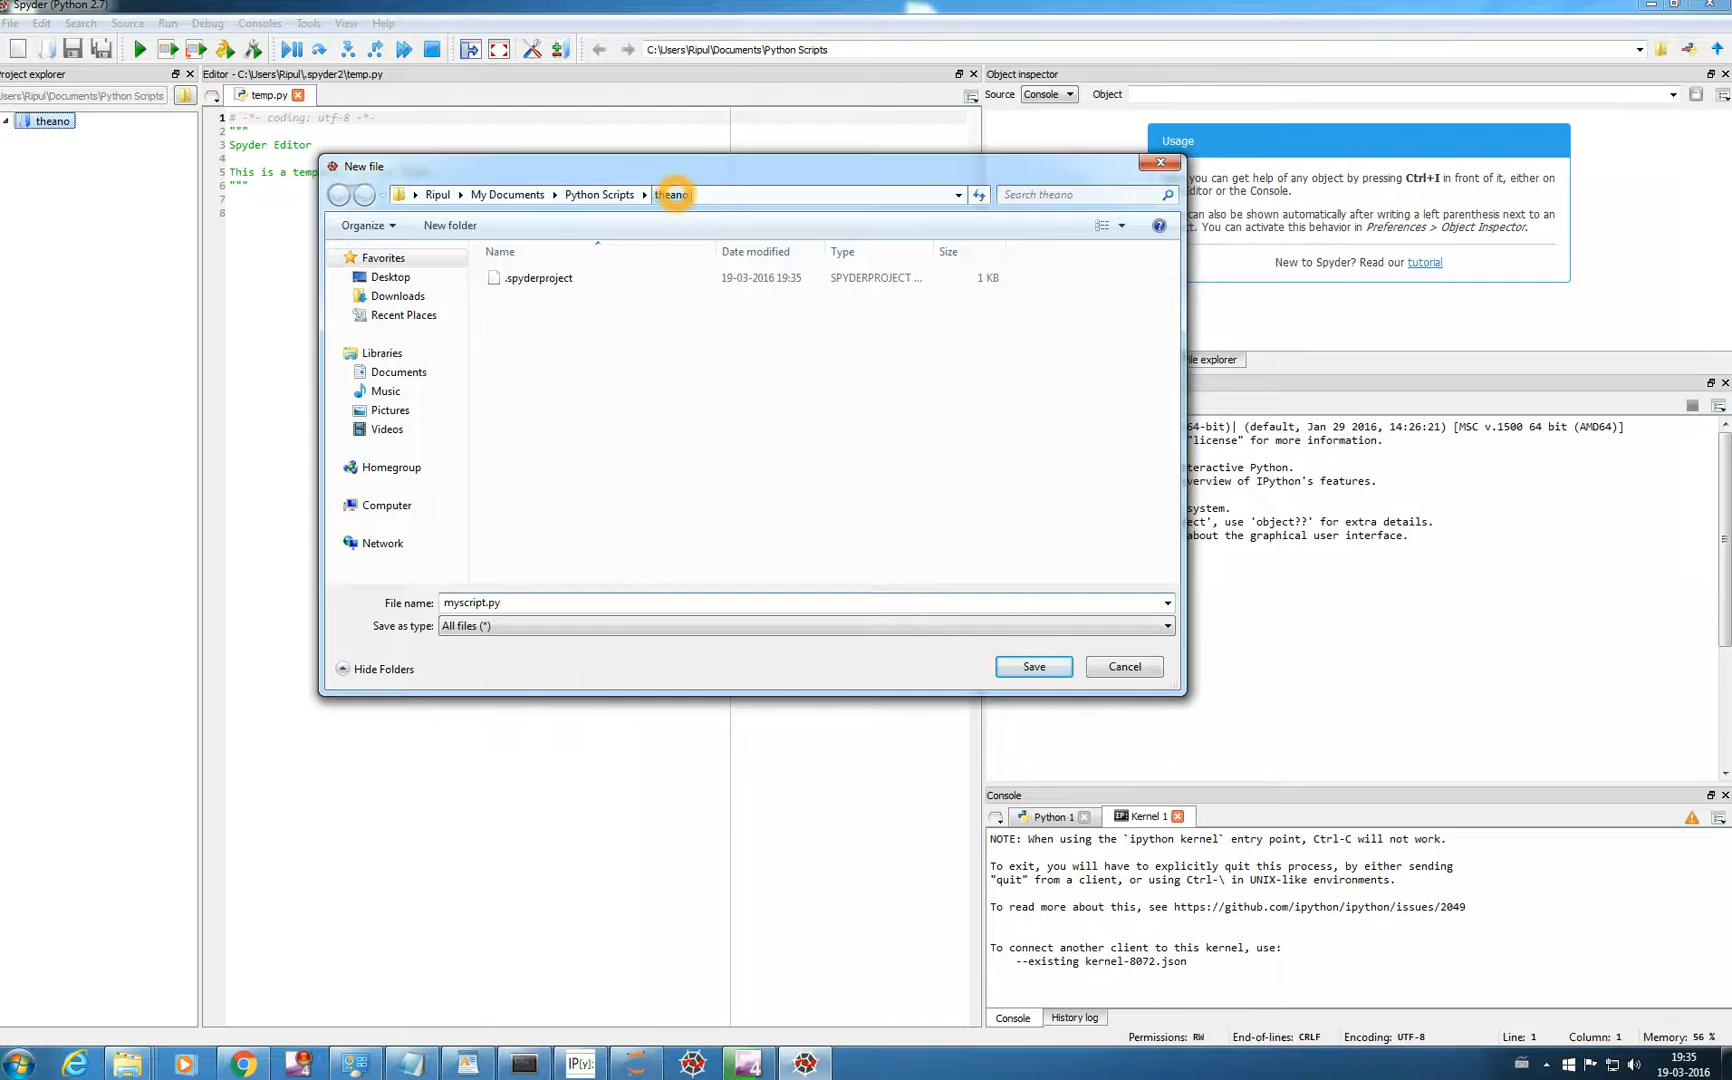 Spyder (Python 2.7)
File Edit Search Source Run Debug Consoles Tools View Help
C:\Users\Ripul\Documents\Python Scripts
Project explorer
Users\Ripul\Documents\Python Scripts
theano
Editor - C:\Users\Ripul\.spyder2\temp.py
temp.py
1 # -*- coding: utf-8 -*-
2 """
3 Spyder Editor
4
5 This is a temp
6 """
7
8
Object inspector
Source Console Object
Usage
you can get help of any object by pressing Ctrl+I in front of it, either on
Editor or the Console.
can also be shown automatically after writing a left parenthesis next to an
You can activate this behavior in Preferences > Object Inspector.
New to Spyder? Read our tutorial
file explorer
New file
Ripul My Documents Python Scripts theano
Search theano
Organize New folder
Name Date modified Type Size
.spyderproject 19-03-2016 19:35 SPYDERPROJECT ... 1 KB
Favorites
Desktop
Downloads
Recent Places
Libraries
Documents
Music
Pictures
Videos
Homegroup
Computer
Network
File name: myscript.py
Save as type: All files (*)
Hide Folders
Save Cancel
64-bit)| (default, Jan 29 2016, 14:26:21) [MSC v.1500 64 bit (AMD64)]
"license" for more information.
nteractive Python.
verview of IPython's features.
system.
ect', use 'object??' for extra details.
about the graphical user interface.
Console
Python 1 IP: Kernel 1
NOTE: When using the `ipython kernel` entry point, Ctrl-C will not work.
To exit, you will have to explicitly quit this process, by either sending
"quit" from a client, or using Ctrl-\ in UNIX-like environments.
To read more about this, see https://github.com/ipython/ipython/issues/2049
To connect another client to this kernel, use:
--existing kernel-8072.json
Console History log
Permissions: RW End-of-lines: CRLF Encoding: UTF-8 Line: 1 Column: 1 Memory: 56 %
4
IP[y]:
4
19:35
19-03-2016